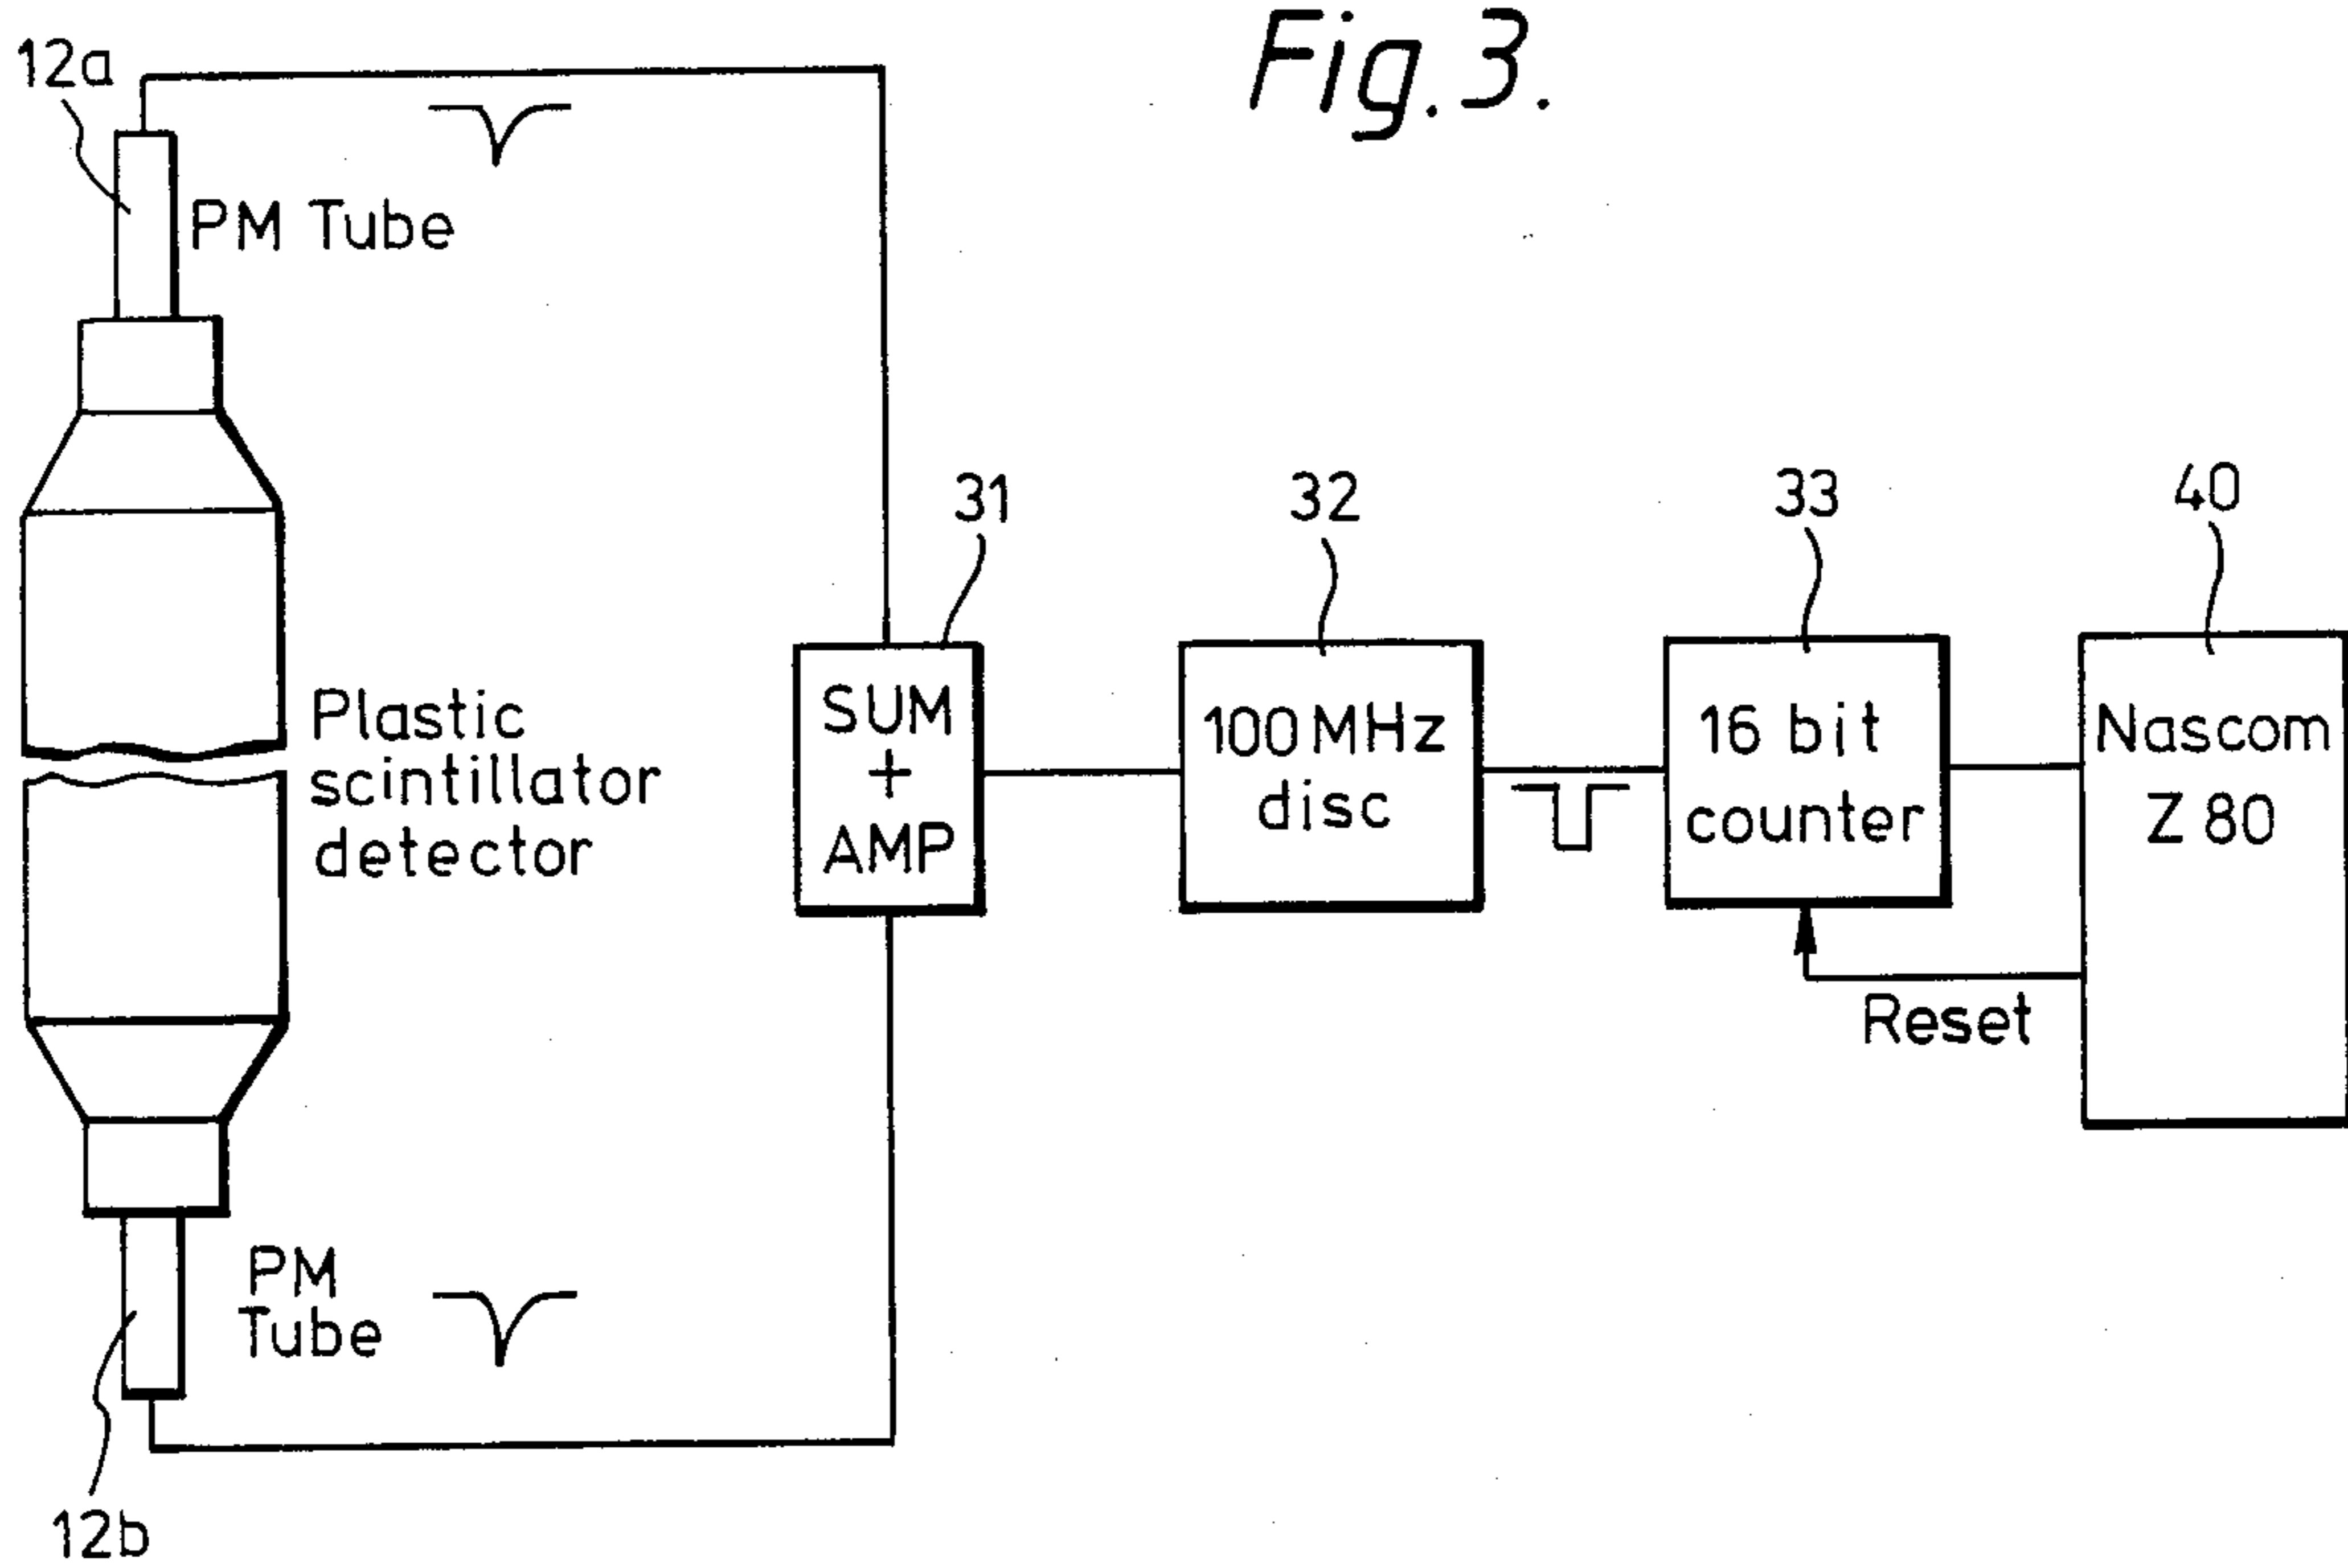 Fig. 3.
12a
PM Tube
Plastic
scintillator
detector
31
SUM
+
AMP
32
100 MHz
disc
33
16 bit
counter
40
Nascom
Z 80
Reset
PM
Tube
12b